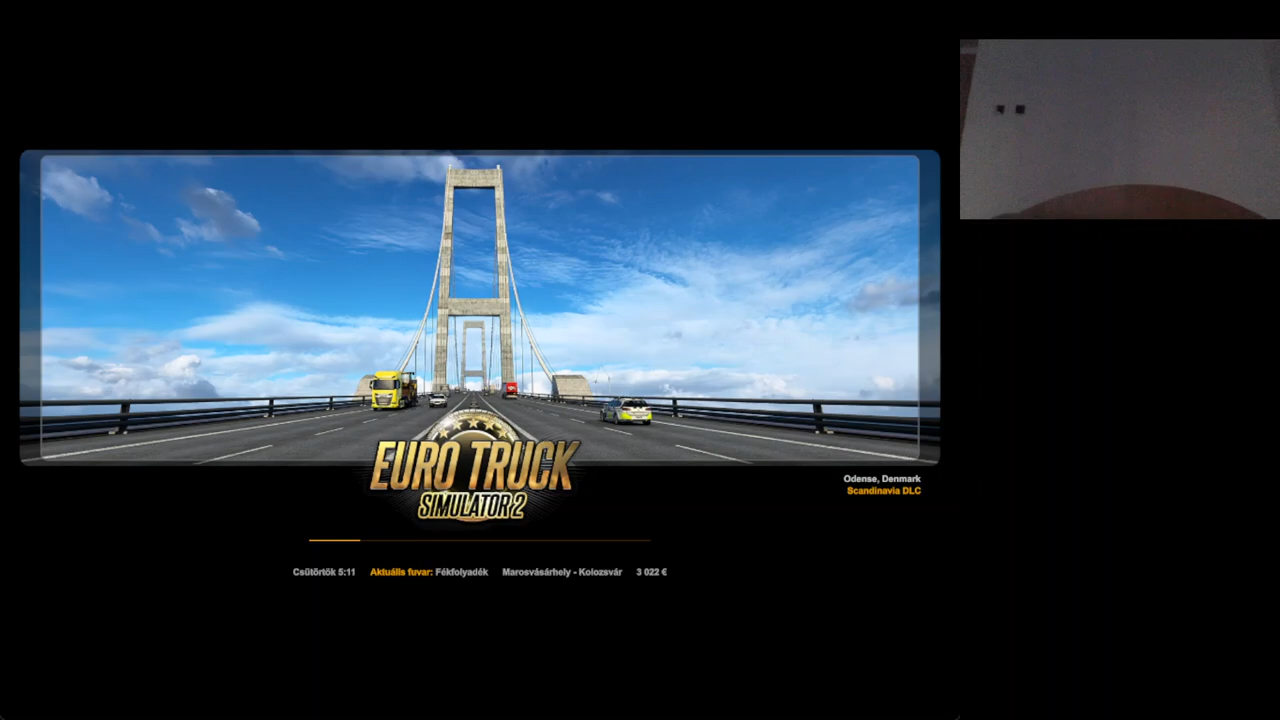 EURO TRUCK
SIMULATOR 2
Odense, Denmark
Scandinavia DLC
Csütörtök 5:11 Aktuális fuvar: Fékfolyadék Marosvásárhely - Kolozsvár 3 022 €